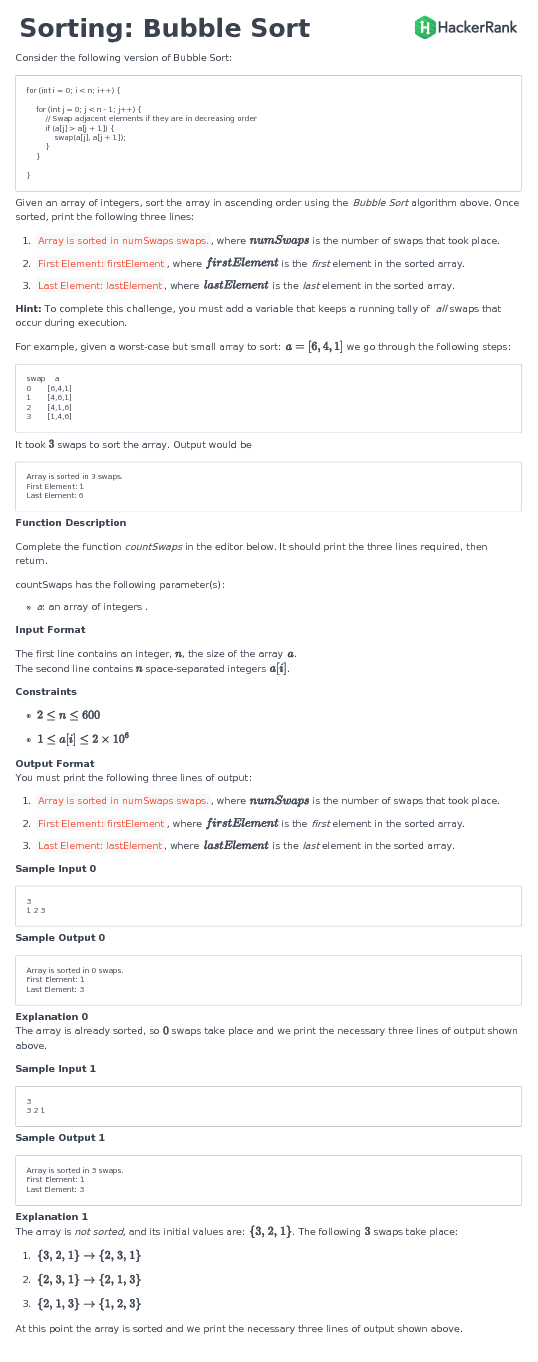 Sorting: Bubble Sort
HackerRank
Consider the following version of Bubble Sort:
for (int i = 0; i < n; i++) {
for (int j = 0; j < n - 1; j++) {
// Swap adjacent elements if they are in decreasing order
if (a[j] > a[j + 1]) {
swap(a[j], a[j + 1]);
}
}
}
Given an array of integers, sort the array in ascending order using the Bubble Sort algorithm above. Once
sorted, print the following three lines:
1. Array is sorted in numSwaps swaps. , where numSwaps is the number of swaps that took place.
2. First Element: firstElement , where firstElement is the first element in the sorted array.
3. Last Element: lastElement , where lastElement is the last element in the sorted array.
Hint: To complete this challenge, you must add a variable that keeps a running tally of all swaps that
occur during execution.
For example, given a worst-case but small array to sort: a = [6, 4, 1] we go through the following steps:
swap a
0 [6,4,1]
1 [4,6,1]
2 [4,1,6]
3 [1,4,6]
It took 3 swaps to sort the array. Output would be
Array is sorted in 3 swaps.
First Element: 1
Last Element: 6
Function Description
Complete the function countSwaps in the editor below. It should print the three lines required, then
return.
countSwaps has the following parameter(s):
• a: an array of integers .
Input Format
The first line contains an integer, n, the size of the array a.
The second line contains n space-separated integers a[i].
Constraints
• 2 ≤ n ≤ 600
• 1 ≤ a[i] ≤ 2 × 10⁶
Output Format
You must print the following three lines of output:
1. Array is sorted in numSwaps swaps. , where numSwaps is the number of swaps that took place.
2. First Element: firstElement , where firstElement is the first element in the sorted array.
3. Last Element: lastElement , where lastElement is the last element in the sorted array.
Sample Input 0
3
1 2 3
Sample Output 0
Array is sorted in 0 swaps.
First Element: 1
Last Element: 3
Explanation 0
The array is already sorted, so 0 swaps take place and we print the necessary three lines of output shown
above.
Sample Input 1
3
3 2 1
Sample Output 1
Array is sorted in 3 swaps.
First Element: 1
Last Element: 3
Explanation 1
The array is not sorted, and its initial values are: {3, 2, 1}. The following 3 swaps take place:
1. {3, 2, 1} → {2, 3, 1}
2. {2, 3, 1} → {2, 1, 3}
3. {2, 1, 3} → {1, 2, 3}
At this point the array is sorted and we print the necessary three lines of output shown above.